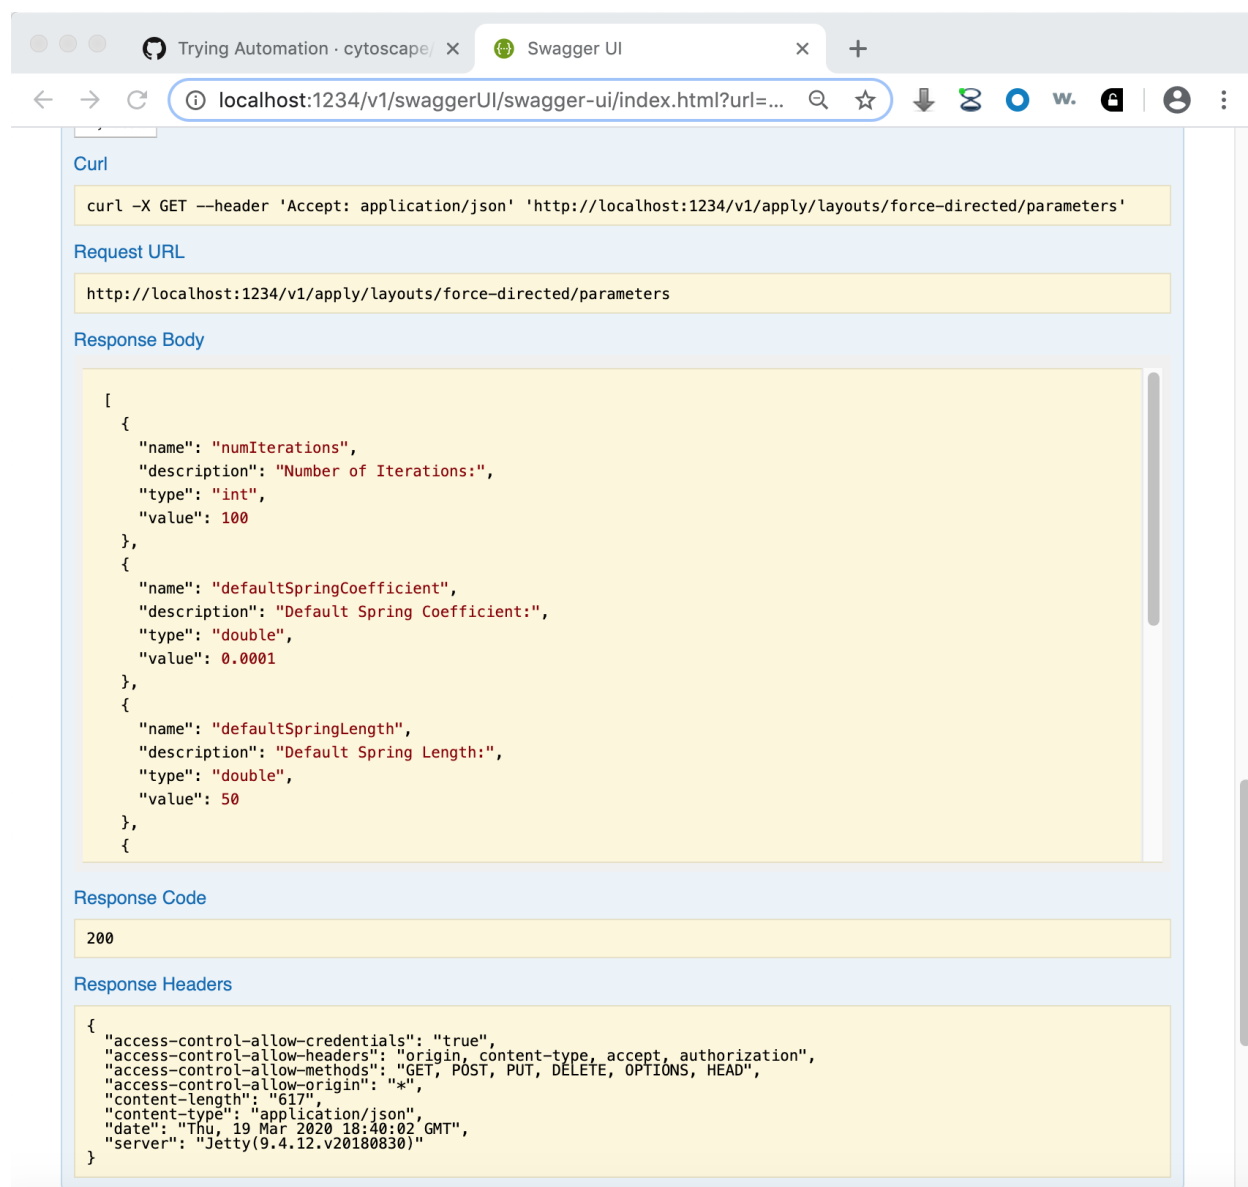 Trying Automation · cytoscape/
Swagger UI
localhost:1234/v1/swaggerUI/swagger-ui/index.html?url=...
w.
Curl
curl -X GET --header 'Accept: application/json' 'http://localhost:1234/v1/apply/layouts/force-directed/parameters'
Request URL
http://localhost:1234/v1/apply/layouts/force-directed/parameters
Response Body
[
{
"name": "numIterations",
"description": "Number of Iterations:",
"type": "int",
"value": 100
},
{
"name": "defaultSpringCoefficient",
"description": "Default Spring Coefficient:",
"type": "double",
"value": 0.0001
},
{
"name": "defaultSpringLength",
"description": "Default Spring Length:",
"type": "double",
"value": 50
},
{
Response Code
200
Response Headers
{
"access-control-allow-credentials": "true",
"access-control-allow-headers": "origin, content-type, accept, authorization",
"access-control-allow-methods": "GET, POST, PUT, DELETE, OPTIONS, HEAD",
"access-control-allow-origin": "*",
"content-length": "617",
"content-type": "application/json",
"date": "Thu, 19 Mar 2020 18:40:02 GMT",
"server": "Jetty(9.4.12.v20180830)"
}